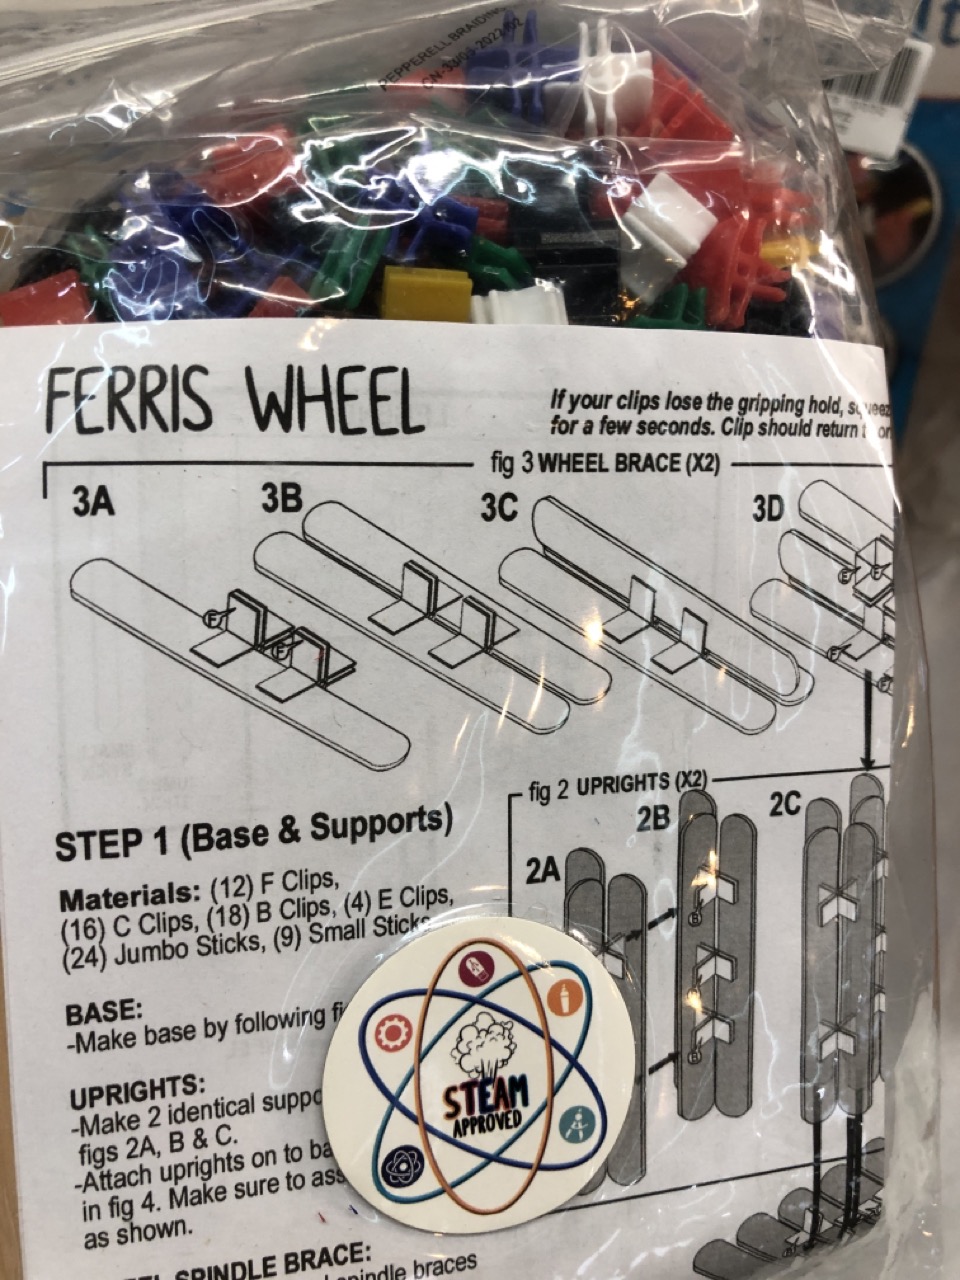 PEPPERELL BRAIDING
FERRIS WHEEL
If your clips lose the gripping hold,
for a few seconds. Clip should return
fig 3 WHEEL BRACE (X2)
3A
3B
3C
3D
F
F
F
F
F
fig 2 UPRIGHTS (X2)
2A
2B
2C
B
B
STEP 1 (Base & Supports)
Materials: (12) F Clips,
(16) C Clips, (18) B Clips, (4) E Clips,
(24) Jumbo Sticks, (9) Small Sticks
BASE:
-Make base by following
UPRIGHTS:
-Make 2 identical
figs 2A, B & C.
-Attach uprights on to
in fig 4. Make sure to
as shown.
SPINDLE BRACE:
spindle braces
STEAM
APPROVED